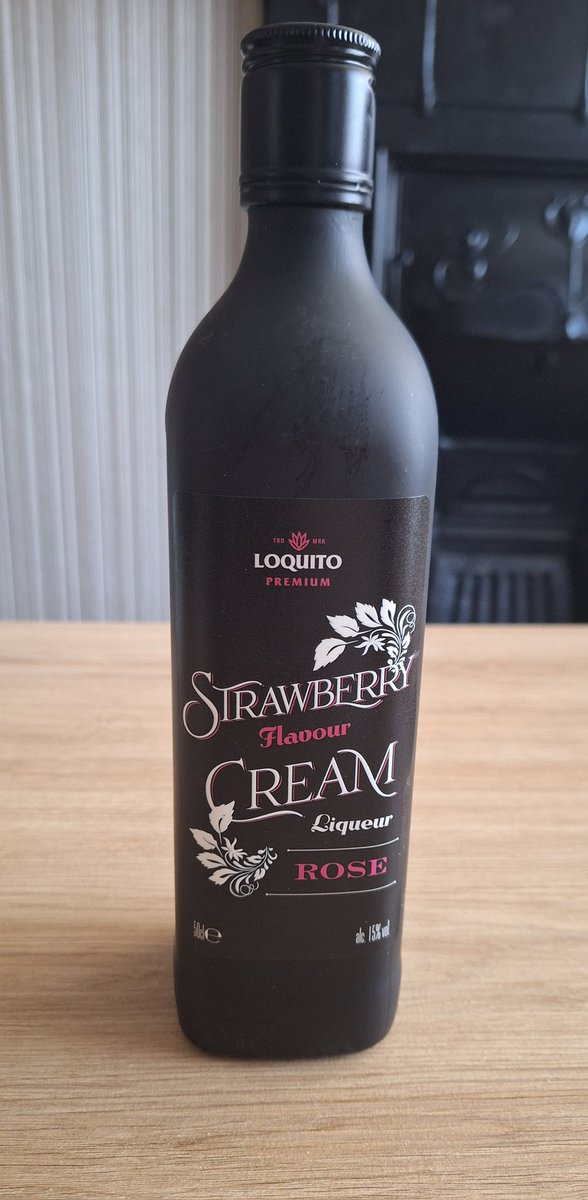 TRD MRK
LOQUITO
PREMIUM
STRAWBERRY
Flavour
CREAM
Liqueur
ROSE
50cl e alc. 15% vol